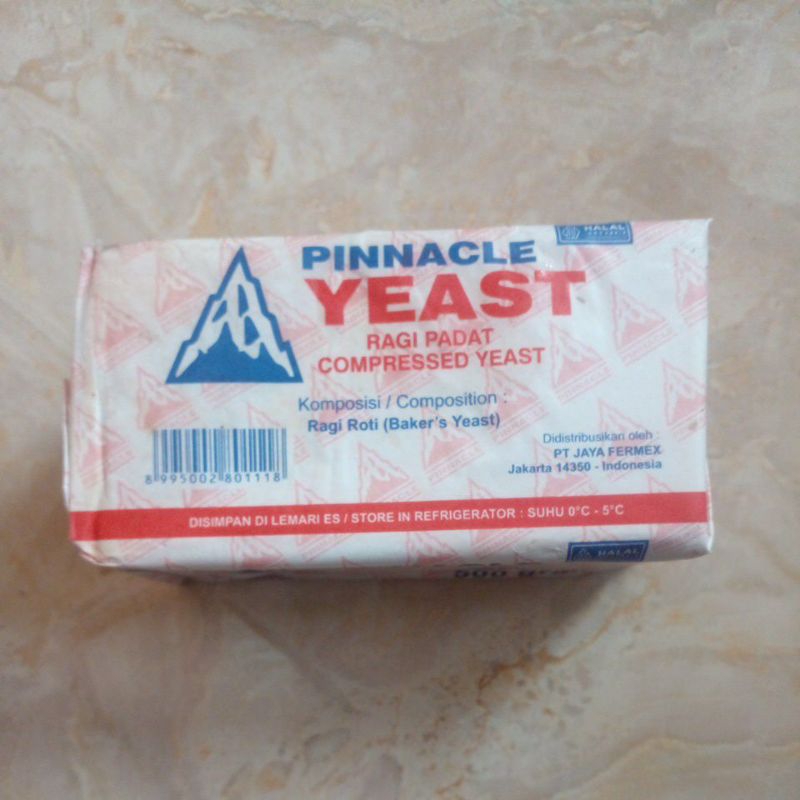 HALAL
PINNACLE
YEAST
RAGI PADAT
COMPRESSED YEAST
Komposisi / Composition :
Ragi Roti (Baker's Yeast)
8 995002 801118
Didistribusikan oleh :
PT JAYA FERMEX
Jakarta 14350 - Indonesia
DISIMPAN DI LEMARI ES / STORE IN REFRIGERATOR : SUHU 0°C - 5°C
HALAL